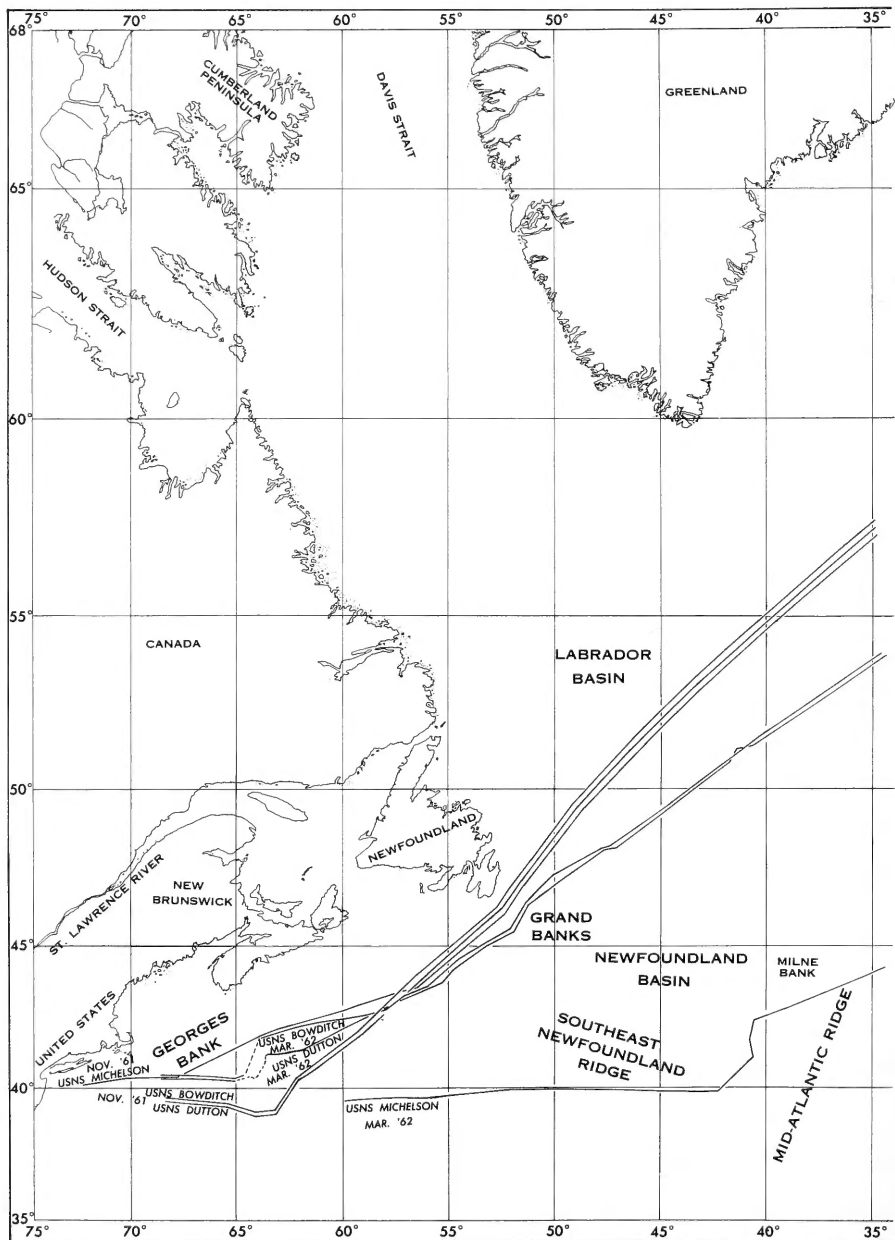 75° 70° 65° 60° 55° 50° 45° 40° 35°
68°
CUMBERLAND
PENINSULA
DAVIS STRAIT
GREENLAND
65°
HUDSON STRAIT
60°
55°
CANADA
LABRADOR
BASIN
50°
NEWFOUNDLAND
ST. LAWRENCE RIVER
NEW
BRUNSWICK
GRAND
BANKS
45°
NEWFOUNDLAND
BASIN
MILNE
BANK
UNITED STATES
GEORGES
BANK
USNS BOWDITCH
MAR. '62
USNS DUTTON
MAR. '62
SOUTHEAST
NEWFOUNDLAND
RIDGE
MID-ATLANTIC RIDGE
NOV. '61
USNS MICHELSON
40°
NOV. '61
USNS BOWDITCH
USNS DUTTON
USNS MICHELSON
MAR. '62
35°
75° 70° 65° 60° 55° 50° 45° 40° 35°